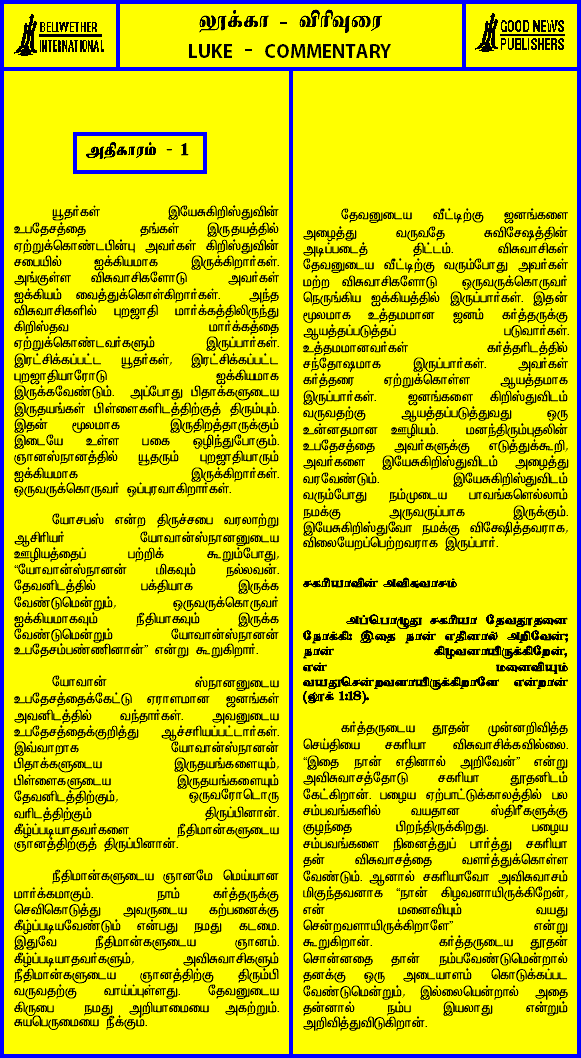 BELLWETHER
INTERNATIONAL
லூக்கா - விரிவுரை
LUKE - COMMENTARY
GOOD NEWS
PUBLISHERS
அதிகாரம் - 1
யூதர்கள் இயேசுகிறிஸ்துவின்
உபதேசத்தை தங்கள் இருதயத்தில்
ஏற்றுக்கொண்டபின்பு அவர்கள் கிறிஸ்துவின்
சபையில் ஐக்கியமாக இருக்கிறார்கள்.
அங்குள்ள விசுவாசிகளோடு அவர்கள்
ஐக்கியம் வைத்துக்கொள்கிறார்கள். அந்த
விசுவாசிகளில் புறஜாதி மார்க்கத்திலிருந்து
கிறிஸ்தவ மார்க்கத்தை
ஏற்றுக்கொண்டவர்களும் இருப்பார்கள்.
இரட்சிக்கப்பட்ட யூதர்கள், இரட்சிக்கப்பட்ட
புறஜாதியாரோடு ஐக்கியமாக
இருக்கவேண்டும். அப்போது பிதாக்களுடைய
இருதயங்கள் பிள்ளைகளிடத்திற்குத் திரும்பும்.
இதன் மூலமாக இருதிறத்தாருக்கும்
இடையே உள்ள பகை ஒழிந்துபோகும்.
ஞானஸ்நானத்தில் யூதரும் புறஜாதியாரும்
ஐக்கியமாக இருக்கிறார்கள்.
ஒருவருக்கொருவர் ஒப்புரவாகிறார்கள்.
யோசபஸ் என்ற திருச்சபை வரலாற்று
ஆசிரியர் யோவான்ஸ்நானனுடைய
ஊழியத்தைப் பற்றிக் கூறும்போது,
"யோவான்ஸ்நானன் மிகவும் நல்லவன்.
தேவனிடத்தில் பக்தியாக இருக்க
வேண்டுமென்றும், ஒருவருக்கொருவர்
ஐக்கியமாகவும் நீதியாகவும் இருக்க
வேண்டுமென்றும் யோவான்ஸ்நானன்
உபதேசம்பண்ணினான்" என்று கூறுகிறார்.
யோவான் ஸ்நானனுடைய
உபதேசத்தைக்கேட்டு ஏராளமான ஜனங்கள்
அவனிடத்தில் வந்தார்கள். அவனுடைய
உபதேசத்தைக்குறித்து ஆச்சரியப்பட்டார்கள்.
இவ்வாறாக யோவான்ஸ்நானன்
பிதாக்களுடைய இருதயங்களையும்,
பிள்ளைகளுடைய இருதயங்களையும்
தேவனிடத்திற்கும், ஒருவரோடொரு
வரிடத்திற்கும் திருப்பினான்.
கீழ்ப்படியாதவர்களை நீதிமான்களுடைய
ஞானத்திற்குத் திருப்பினான்.
நீதிமான்களுடைய ஞானமே மெய்யான
மார்க்கமாகும். நாம் கர்த்தருக்கு
செவிகொடுத்து அவருடைய கற்பனைக்கு
கீழ்ப்படியவேண்டும் என்பது நமது கடமை.
இதுவே நீதிமான்களுடைய ஞானம்.
கீழ்ப்படியாதவர்களும், அவிசுவாசிகளும்
நீதிமான்களுடைய ஞானத்திற்கு திரும்பி
வருவதற்கு வாய்ப்புள்ளது. தேவனுடைய
கிருபை நமது அறியாமையை அகற்றும்.
சுயபெருமையை நீக்கும்.
தேவனுடைய வீட்டிற்கு ஜனங்களை
அழைத்து வருவதே சுவிசேஷத்தின்
அடிப்படைத் திட்டம். விசுவாசிகள்
தேவனுடைய வீட்டிற்கு வரும்போது அவர்கள்
மற்ற விசுவாசிகளோடு ஒருவருக்கொருவர்
நெருங்கிய ஐக்கியத்தில் இருப்பார்கள். இதன்
மூலமாக உத்தமமான ஜனம் கர்த்தருக்கு
ஆயத்தப்படுத்தப் படுவார்கள்.
உத்தமமானவர்கள் கர்த்தரிடத்தில்
சந்தோஷமாக இருப்பார்கள். அவர்கள்
கர்த்தரை ஏற்றுக்கொள்ள ஆயத்தமாக
இருப்பார்கள். ஜனங்களை கிறிஸ்துவிடம்
வருவதற்கு ஆயத்தப்படுத்துவது ஒரு
உன்னதமான ஊழியம். மனந்திரும்புதலின்
உபதேசத்தை அவர்களுக்கு எடுத்துக்கூறி,
அவர்களை இயேசுகிறிஸ்துவிடம் அழைத்து
வரவேண்டும். இயேசுகிறிஸ்துவிடம்
வரும்போது நம்முடைய பாவங்களெல்லாம்
நமக்கு அருவருப்பாக இருக்கும்.
இயேசுகிறிஸ்துவோ நமக்கு விசேஷித்தவராக,
விலையேறப்பெற்றவராக இருப்பார்.
சகரியாவின் அவிசுவாசம்
அப்பொழுது சகரியா தேவதூதனை
நோக்கி: இதை நான் எதினால் அறிவேன்;
நான் கிழவனாயிருக்கிறேன்,
என் மனைவியும்
வயதுசென்றவளாயிருக்கிறாளே என்றான்
(லூக் 1:18).
கர்த்தருடைய தூதன் முன்னறிவித்த
செய்தியை சகரியா விசுவாசிக்கவில்லை.
"இதை நான் எதினால் அறிவேன்" என்று
அவிசுவாசத்தோடு சகரியா தூதனிடம்
கேட்கிறான். பழைய ஏற்பாட்டுக்காலத்தில் பல
சம்பவங்களில் வயதான ஸ்திரீகளுக்கு
குழந்தை பிறந்திருக்கிறது. பழைய
சம்பவங்களை நினைத்துப் பார்த்து சகரியா
தன் விசுவாசத்தை வளர்த்துக்கொள்ள
வேண்டும். ஆனால் சகரியாவோ அவிசுவாசம்
மிகுந்தவனாக "நான் கிழவனாயிருக்கிறேன்,
என் மனைவியும் வயது
சென்றவளாயிருக்கிறாளே" என்று
கூறுகிறான். கர்த்தருடைய தூதன்
சொன்னதை தான் நம்பவேண்டுமென்றால்
தனக்கு ஒரு அடையாளம் கொடுக்கப்பட
வேண்டுமென்றும், இல்லையென்றால் அதை
தன்னால் நம்ப இயலாது என்றும்
அறிவித்துவிடுகிறான்.